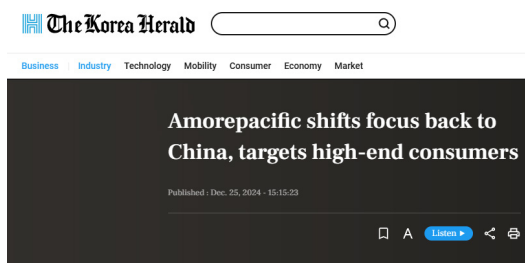 The Korea Herald
Business Industry Technology Mobility Consumer Economy Market
Amorepacific shifts focus back to
China, targets high-end consumers
Published : Dec. 25, 2024 - 15:15:23
A Listen